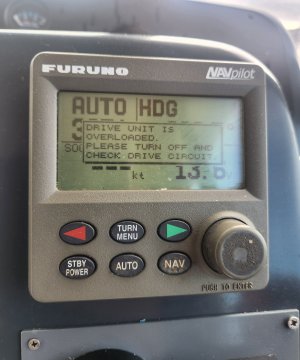 FURUNO NAVpilot
AUTO HDG
DRIVE UNIT IS
OVERLOADED.
PLEASE TURN OFF AND
CHECK DRIVE CIRCUIT.
--- kt 13.6 v
TURN
MENU
STBY
POWER
AUTO
NAV
PUSH TO ENTER